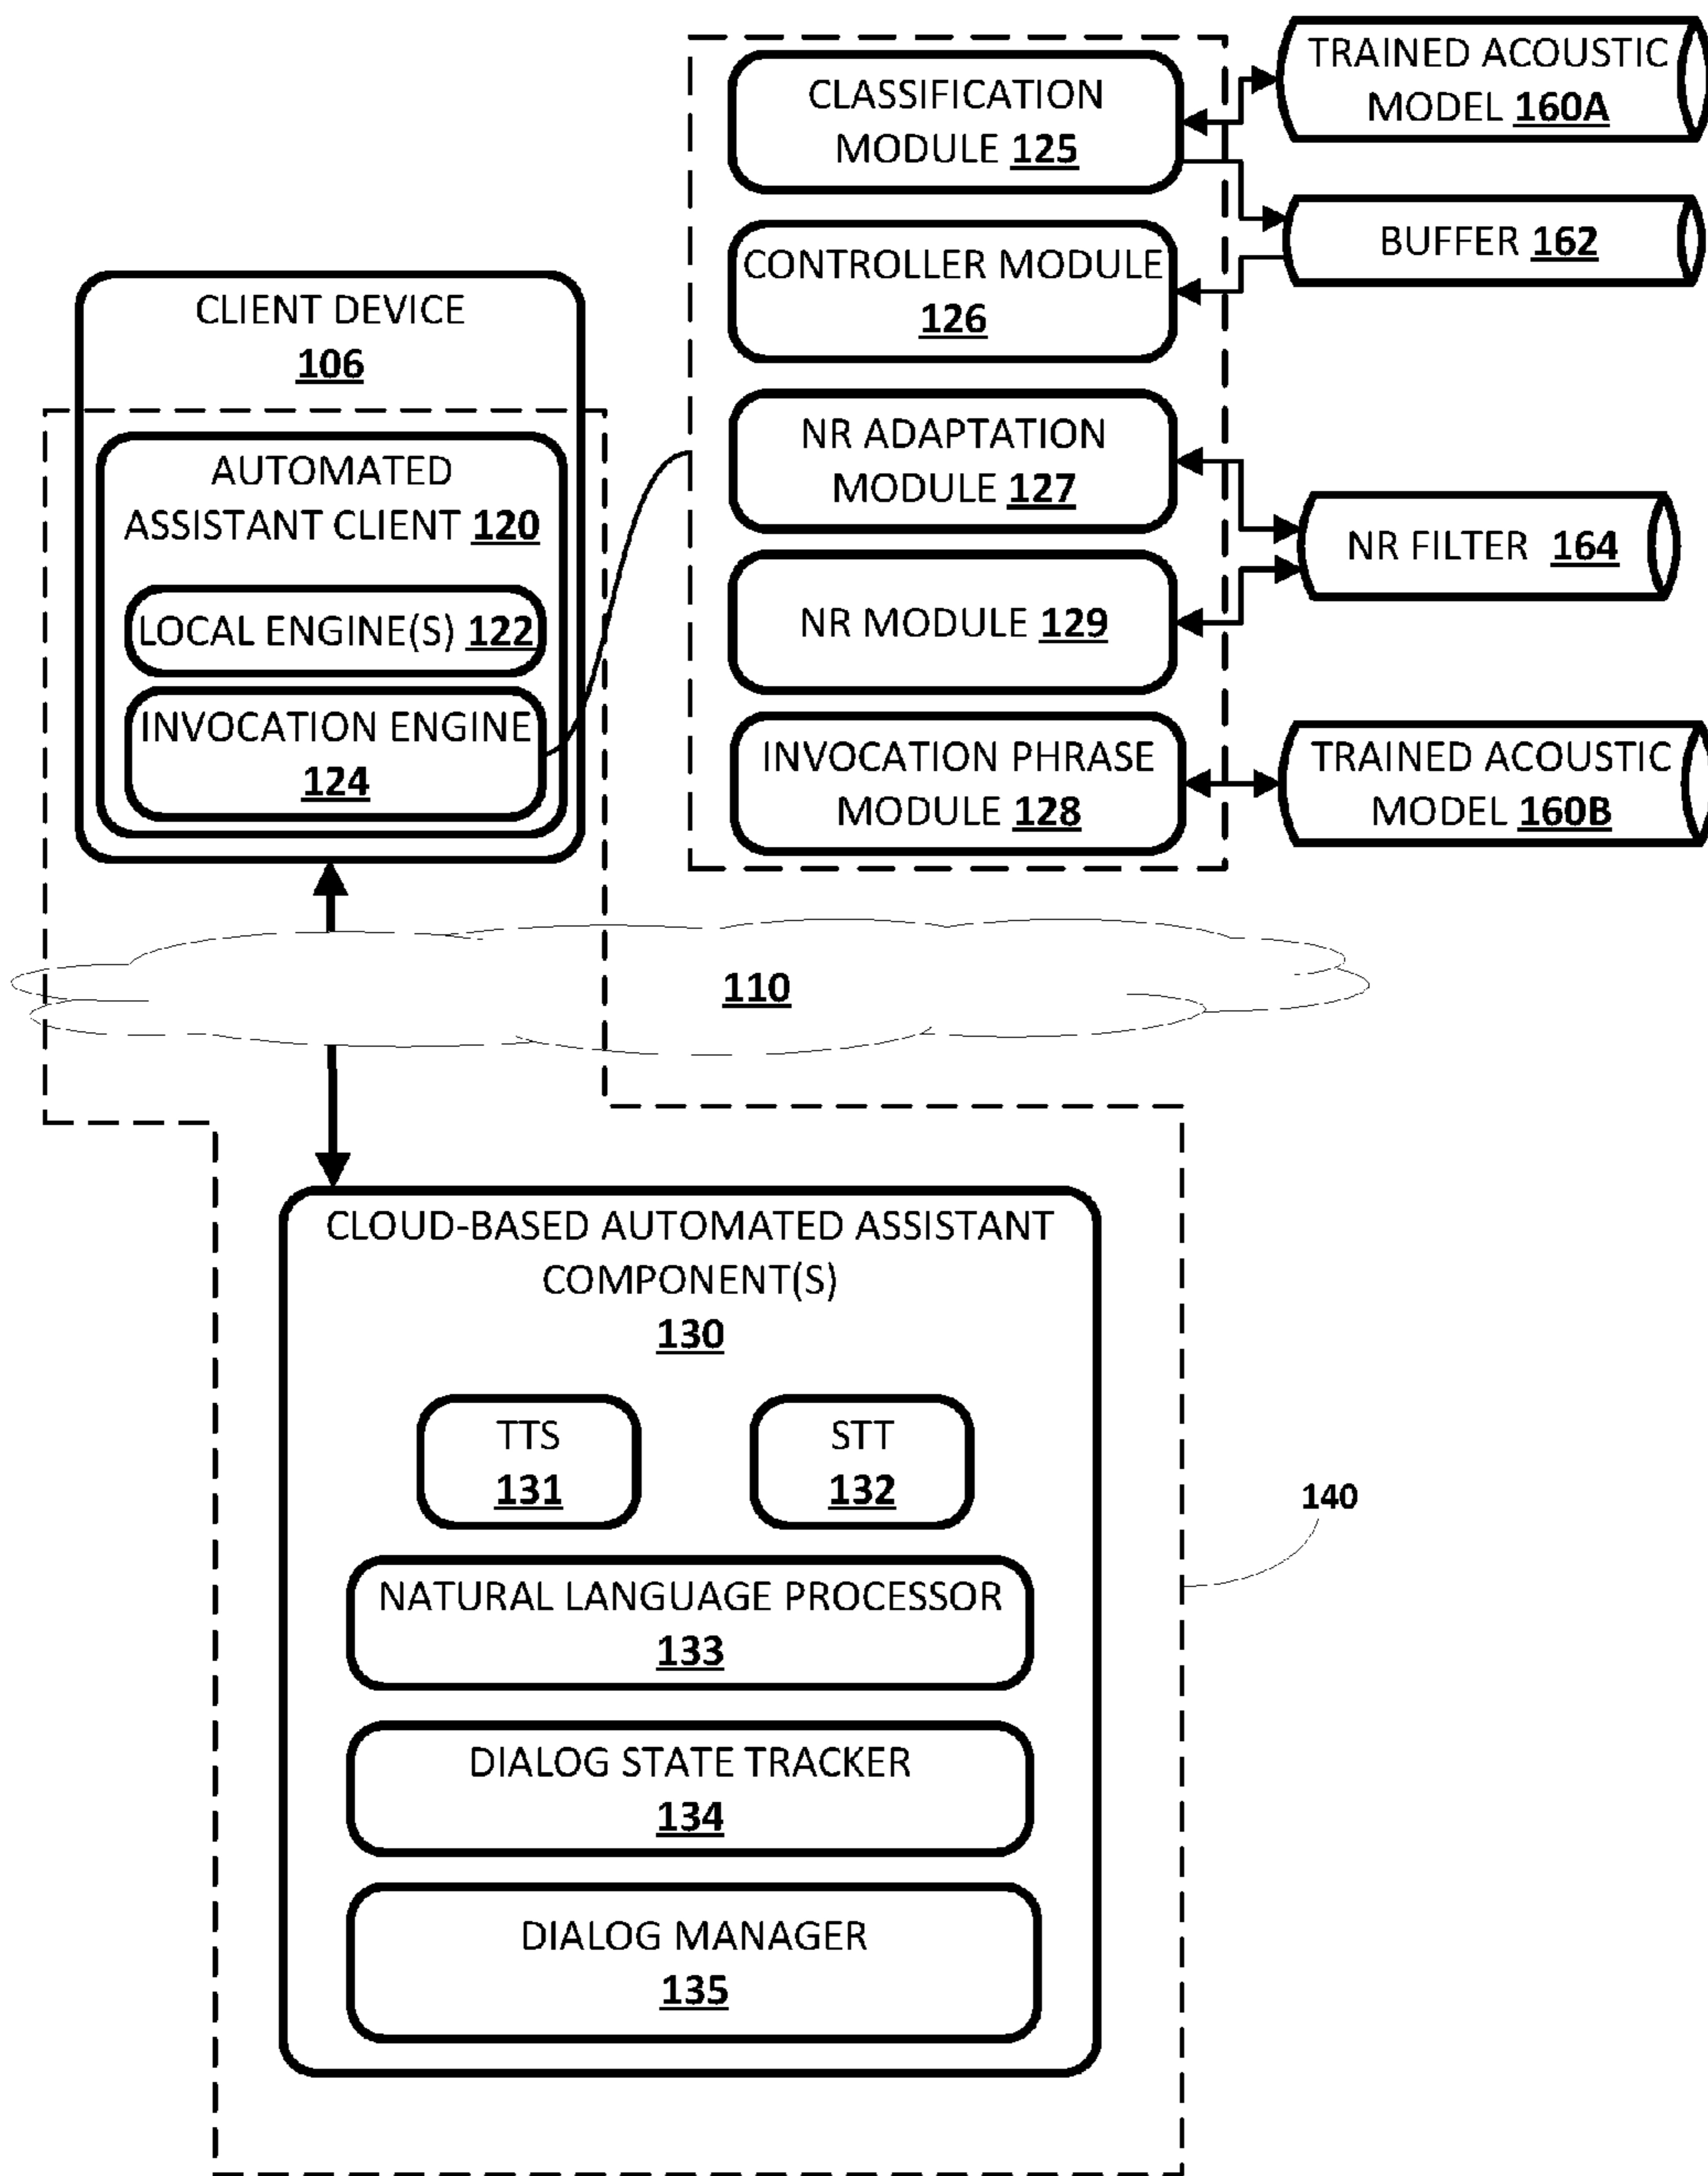 CLASSIFICATION
MODULE 125
TRAINED ACOUSTIC
MODEL 160A
BUFFER 162
CONTROLLER MODULE
126
CLIENT DEVICE
106
AUTOMATED
ASSISTANT CLIENT 120
LOCAL ENGINE(S) 122
INVOCATION ENGINE
124
NR ADAPTATION
MODULE 127
NR FILTER 164
NR MODULE 129
INVOCATION PHRASE
MODULE 128
TRAINED ACOUSTIC
MODEL 160B
110
CLOUD-BASED AUTOMATED ASSISTANT
COMPONENT(S)
130
TTS
131
STT
132
140
NATURAL LANGUAGE PROCESSOR
133
DIALOG STATE TRACKER
134
DIALOG MANAGER
135